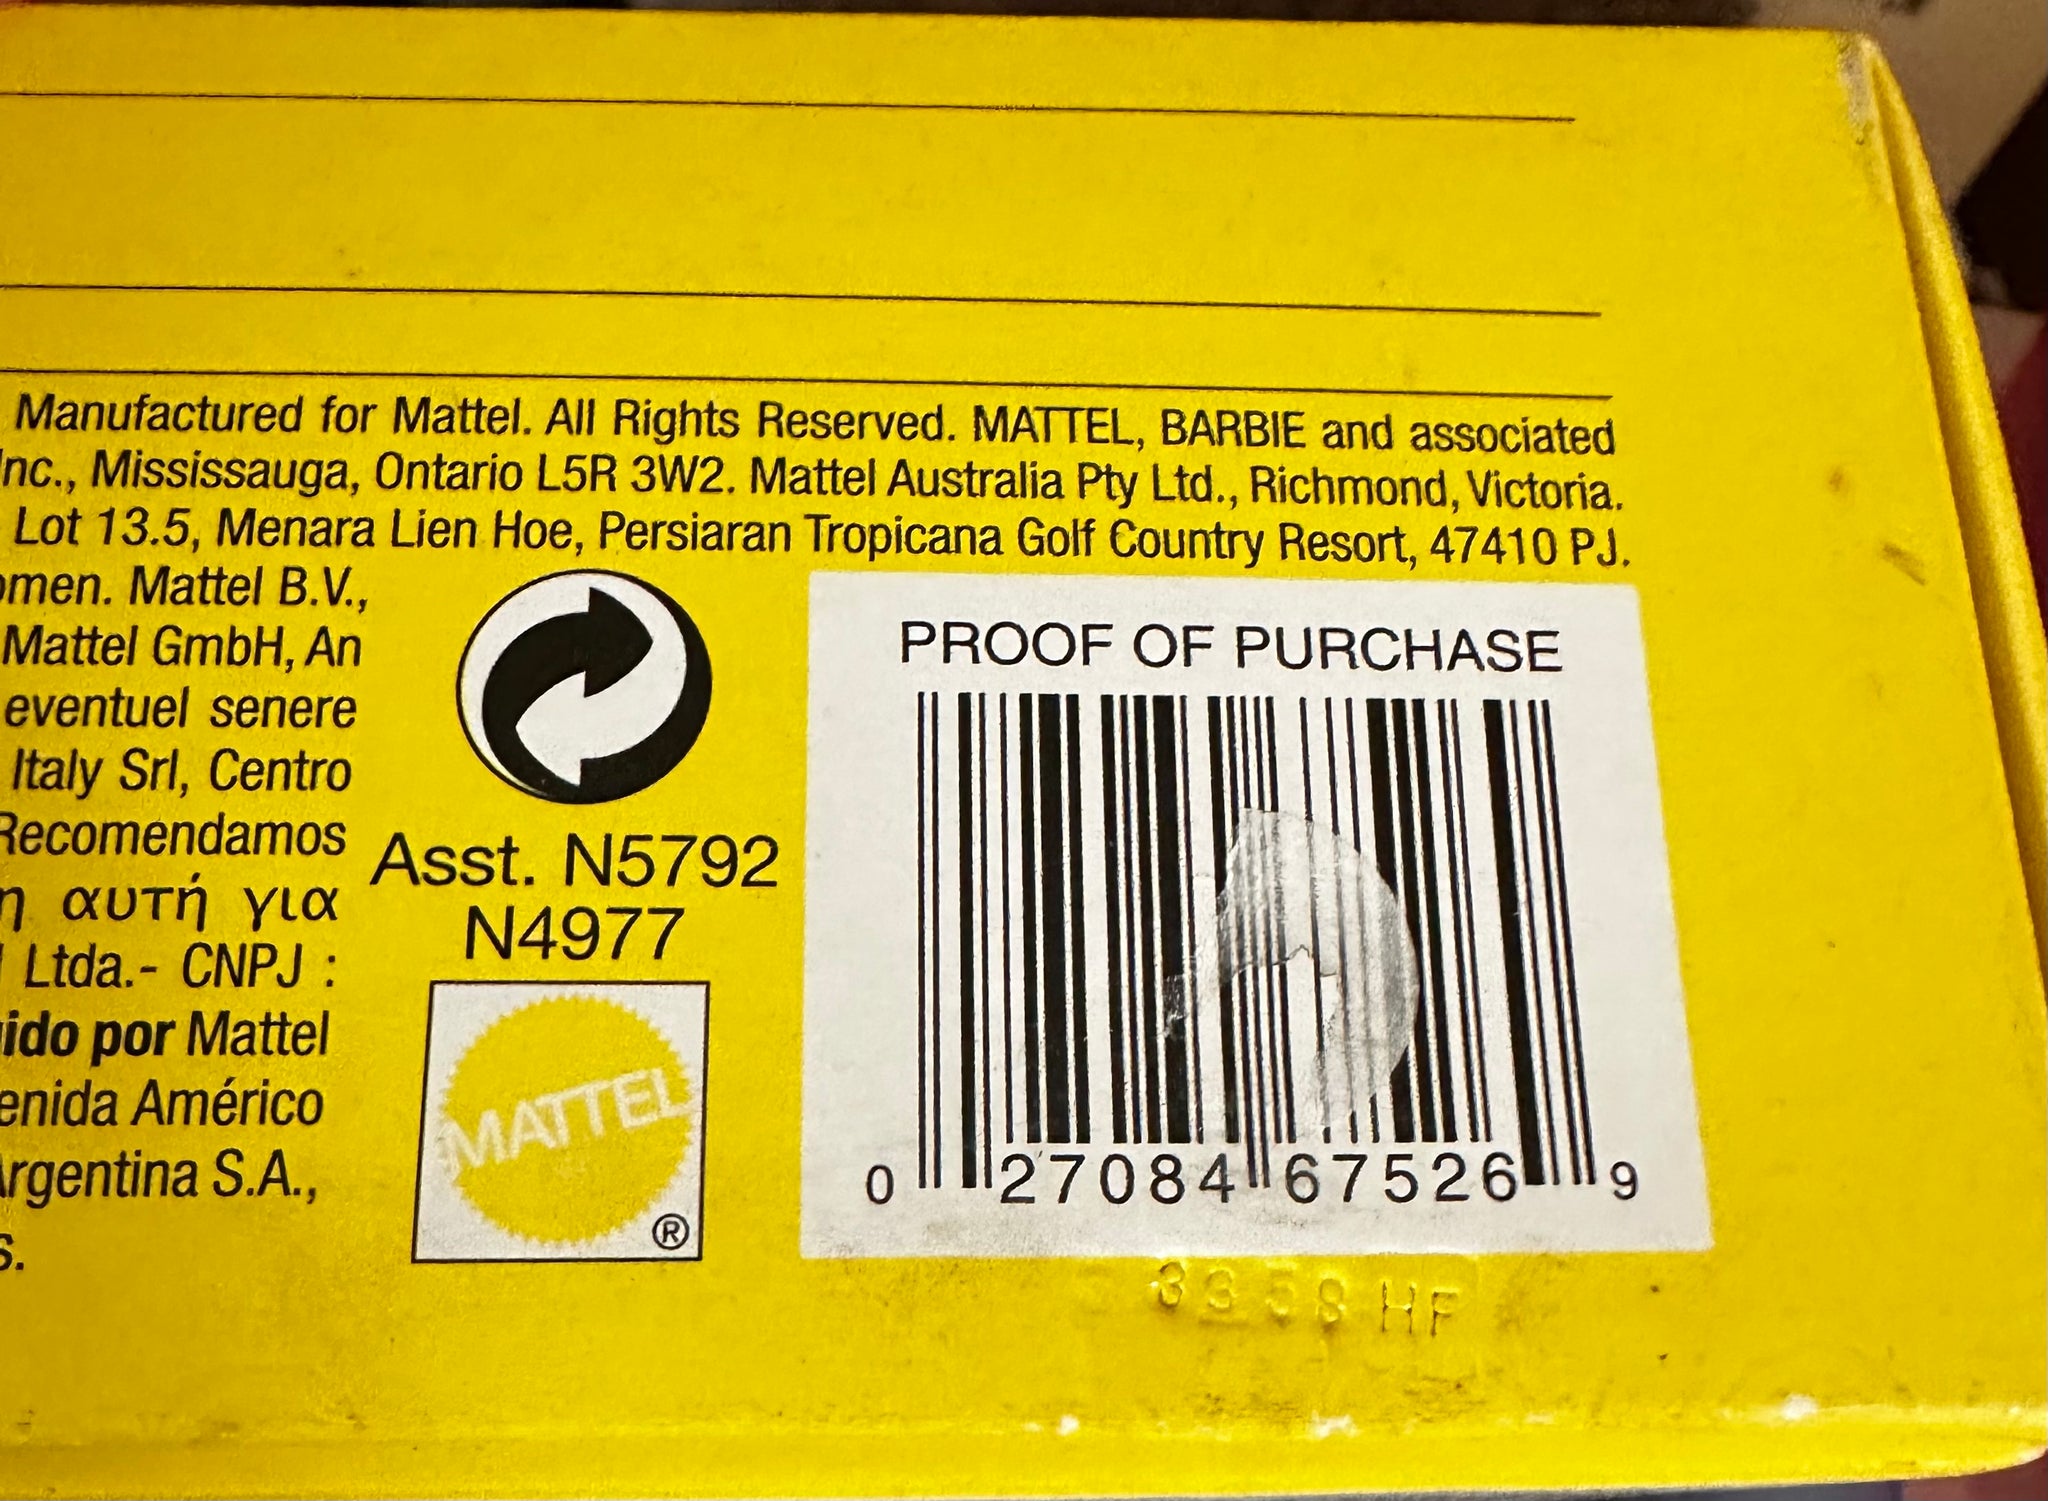 Manufactured for Mattel. All Rights Reserved. MATTEL, BARBIE and associated
Inc., Mississauga, Ontario L5R 3W2. Mattel Australia Pty Ltd., Richmond, Victoria.
Lot 13.5, Menara Lien Hoe, Persiaran Tropicana Golf Country Resort, 47410 PJ.
omen. Mattel B.V.,
Mattel GmbH, An
eventuel senere
Italy Srl, Centro
Recomendamos
η αυτή για
Ltda.- CNPJ :
ido por Mattel
enida Américo
Argentina S.A.,
s.
Asst. N5792
N4977
MATTEL
®
PROOF OF PURCHASE
0 27084 67526 9
HF